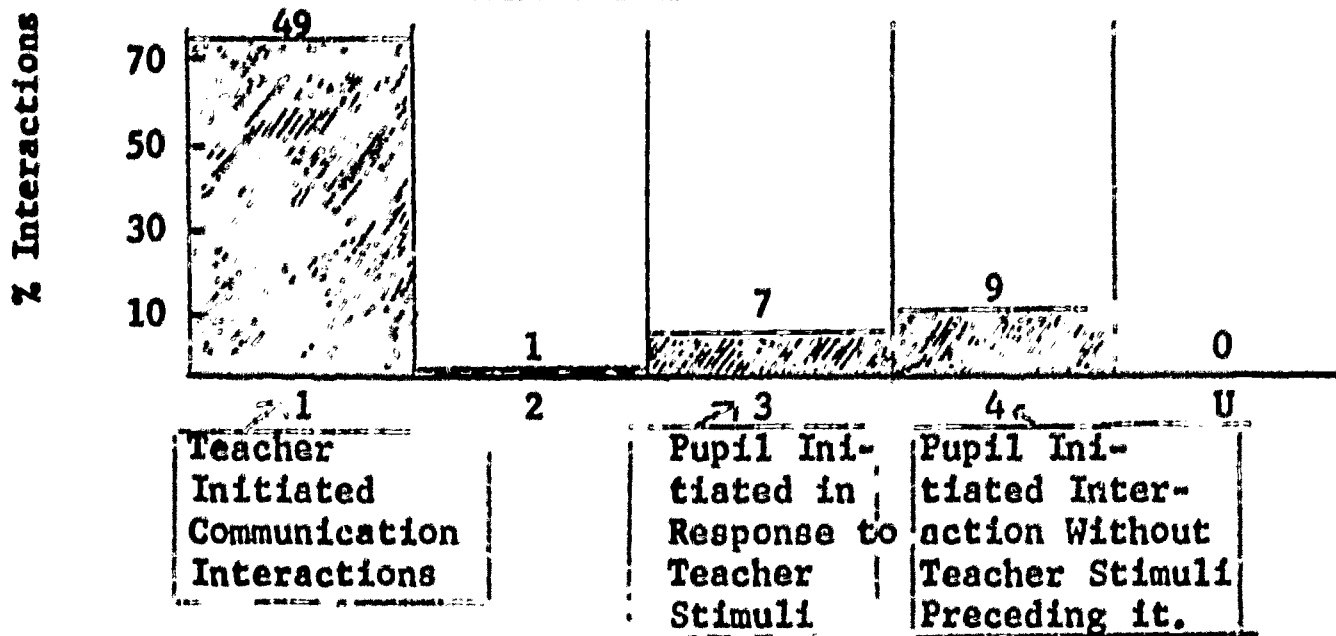 % Interactions
49
70
50
30
10
1
7
9
0
1
2
3
4
U
Teacher
Initiated
Communication
Interactions
Pupil Ini-
tiated in
Response to
Teacher
Stimuli
Pupil Ini-
tiated Inter-
action Without
Teacher Stimuli
Preceding it.